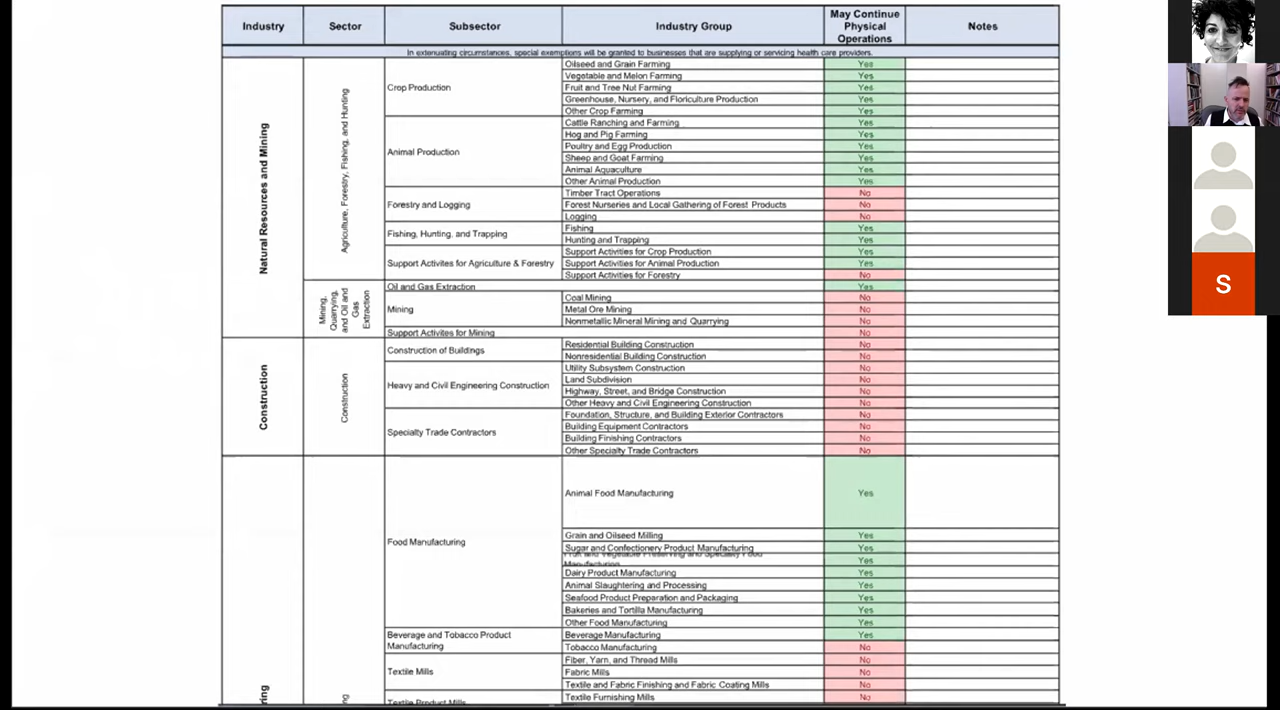 Industry Sector Subsector Industry Group May Continue Physical Operations Notes
In extenuating circumstances, special exemptions will be granted to businesses that are supplying or servicing health care providers.
Natural Resources and Mining
Agriculture, Forestry, Fishing, and Hunting
Crop Production
Oilseed and Grain Farming Yes
Vegetable and Melon Farming Yes
Fruit and Tree Nut Farming Yes
Greenhouse, Nursery, and Floriculture Production Yes
Other Crop Farming Yes
Animal Production
Cattle Ranching and Farming Yes
Hog and Pig Farming Yes
Poultry and Egg Production Yes
Sheep and Goat Farming Yes
Animal Aquaculture Yes
Other Animal Production Yes
Forestry and Logging
Timber Tract Operations No
Forest Nurseries and Local Gathering of Forest Products No
Logging No
Fishing, Hunting, and Trapping
Fishing Yes
Hunting and Trapping Yes
Support Activites for Agriculture & Forestry
Support Activities for Crop Production Yes
Support Activities for Animal Production Yes
Support Activities for Forestry No
Mining, Quarrying, and Oil and Gas Extraction
Oil and Gas Extraction Yes
Mining
Coal Mining No
Metal Ore Mining No
Nonmetallic Mineral Mining and Quarrying No
Support Activites for Mining No
Construction
Construction
Construction of Buildings
Residential Building Construction No
Nonresidential Building Construction No
Heavy and Civil Engineering Construction
Utility Subsystem Construction No
Land Subdivision No
Highway, Street, and Bridge Construction No
Other Heavy and Civil Engineering Construction No
Specialty Trade Contractors
Foundation, Structure, and Building Exterior Contractors No
Building Equipment Contractors No
Building Finishing Contractors No
Other Specialty Trade Contractors No
ring
ng
Food Manufacturing
Animal Food Manufacturing Yes
Grain and Oilseed Milling Yes
Sugar and Confectionery Product Manufacturing Yes
Fruit and Vegetable Preserving and Specialty Food Manufacturing Yes
Dairy Product Manufacturing Yes
Animal Slaughtering and Processing Yes
Seafood Product Preparation and Packaging Yes
Bakeries and Tortilla Manufacturing Yes
Other Food Manufacturing Yes
Beverage and Tobacco Product Manufacturing
Beverage Manufacturing Yes
Tobacco Manufacturing No
Textile Mills
Fiber, Yarn, and Thread Mills No
Fabric Mills No
Textile and Fabric Finishing and Fabric Coating Mills No
Textile Product Mills
Textile Furnishing Mills No
S